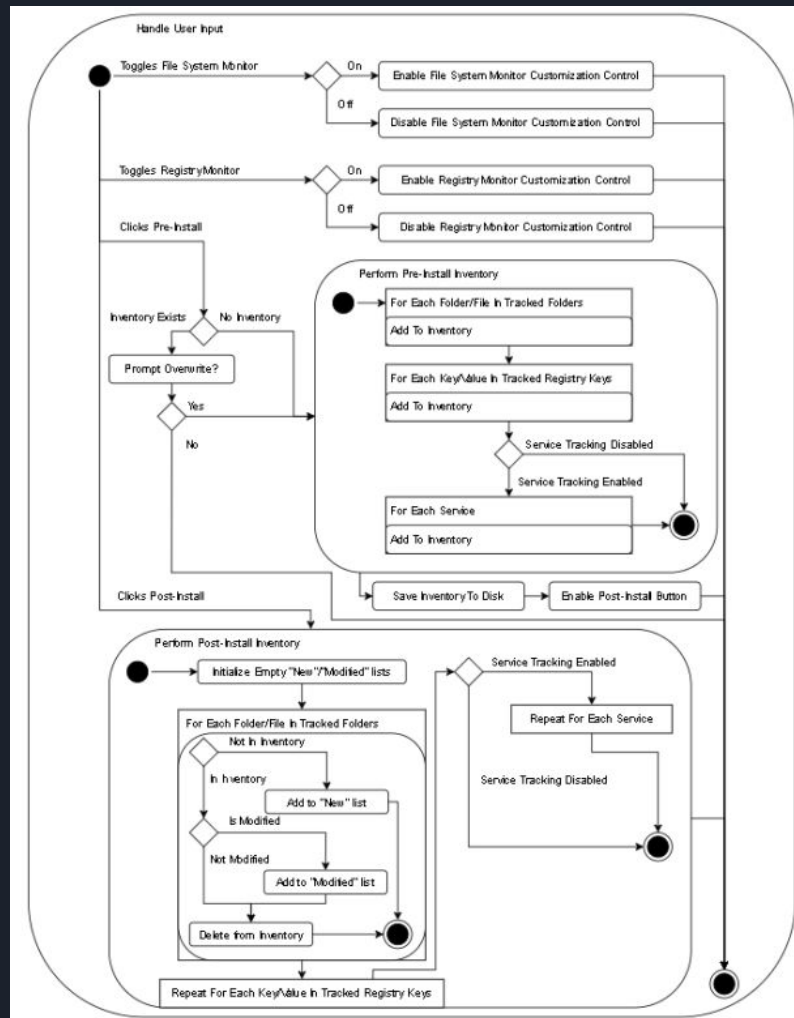 Handle User Input
Toggles File System Monitor
On
Enable File System Monitor Customization Control
Off
Disable File System Monitor Customization Control
Toggles Registry Monitor
On
Enable Registry Monitor Customization Control
Off
Disable Registry Monitor Customization Control
Clicks Pre-Install
Perform Pre-Install Inventory
For Each Folder/File In Tracked Folders
Add To Inventory
Inventory Exists
No Inventory
Prompt Overwrite?
For Each Key/Value In Tracked Registry Keys
Add To Inventory
Yes
No
Service Tracking Disabled
Service Tracking Enabled
For Each Service
Add To Inventory
Clicks Post-Install
Save Inventory To Disk
Enable Post-Install Button
Perform Post-Install Inventory
Initialize Empty "New"/"Modified" lists
Service Tracking Enabled
Repeat For Each Service
For Each Folder/File In Tracked Folders
Not In Inventory
In Inventory
Add to "New" list
Service Tracking Disabled
Is Modified
Not Modified
Add to "Modified" list
Delete from Inventory
Repeat For Each Key/Value In Tracked Registry Keys